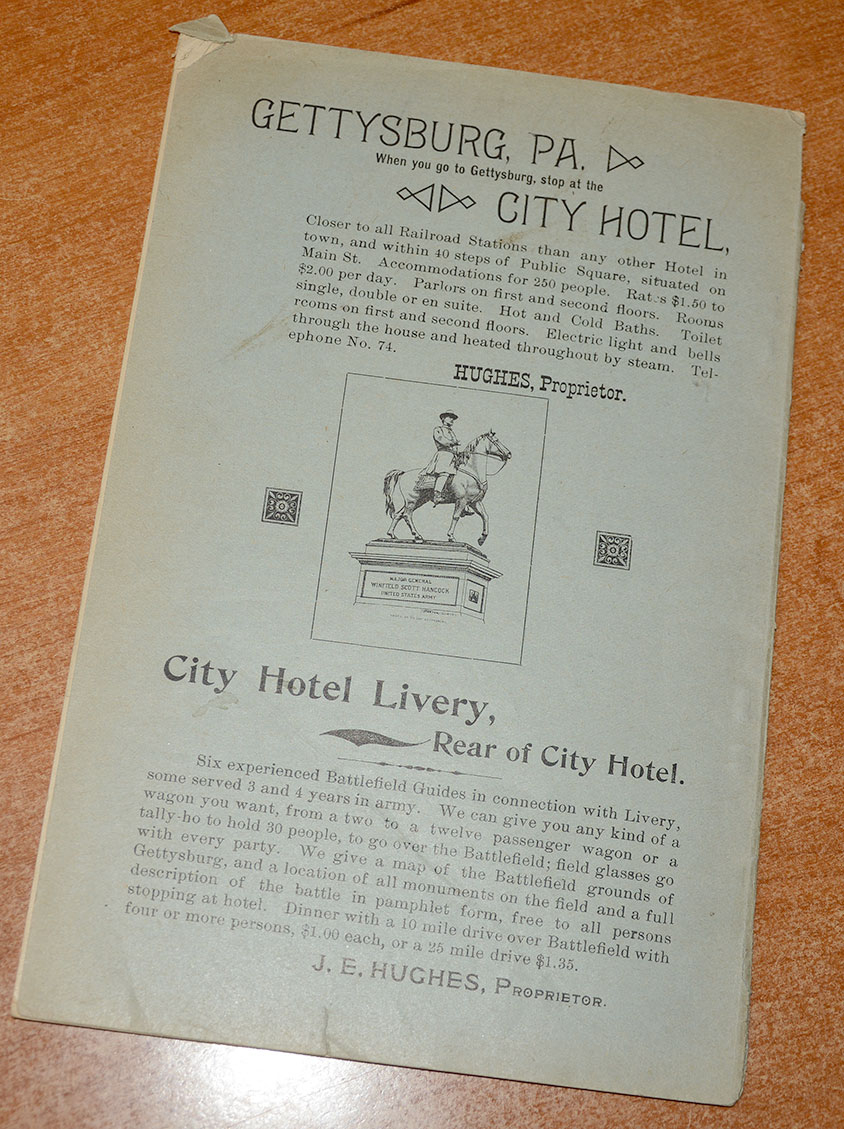 GETTYSBURG, PA.
When you go to Gettysburg, stop at the
CITY HOTEL,
Closer to all Railroad Stations than any other Hotel in
town, and within 40 steps of Public Square, situated on
Main St. Accommodations for 250 people. Rates $1.50 to
$2.00 per day. Parlors on first and second floors. Rooms
single, double or en suite. Hot and Cold Baths. Toilet
rooms on first and second floors. Electric light and bells
through the house and heated throughout by steam. Tel-
ephone No. 74.
HUGHES, Proprietor.
MAJOR GENERAL
WINFIELD SCOTT HANCOCK
UNITED STATES ARMY
City Hotel Livery,
Rear of City Hotel.
Six experienced Battlefield Guides in connection with Livery,
some served 3 and 4 years in army. We can give you any kind of a
wagon you want, from a two to a twelve passenger wagon or a
tally-ho to hold 30 people, to go over the Battlefield; field glasses go
with every party. We give a map of the Battlefield grounds of
Gettysburg, and a location of all monuments on the field and a full
description of the battle in pamphlet form, free to all persons
stopping at hotel. Dinner with a 10 mile drive over Battlefield with
four or more persons, $1.00 each, or a 25 mile drive $1.35.
J. E. HUGHES, PROPRIETOR.